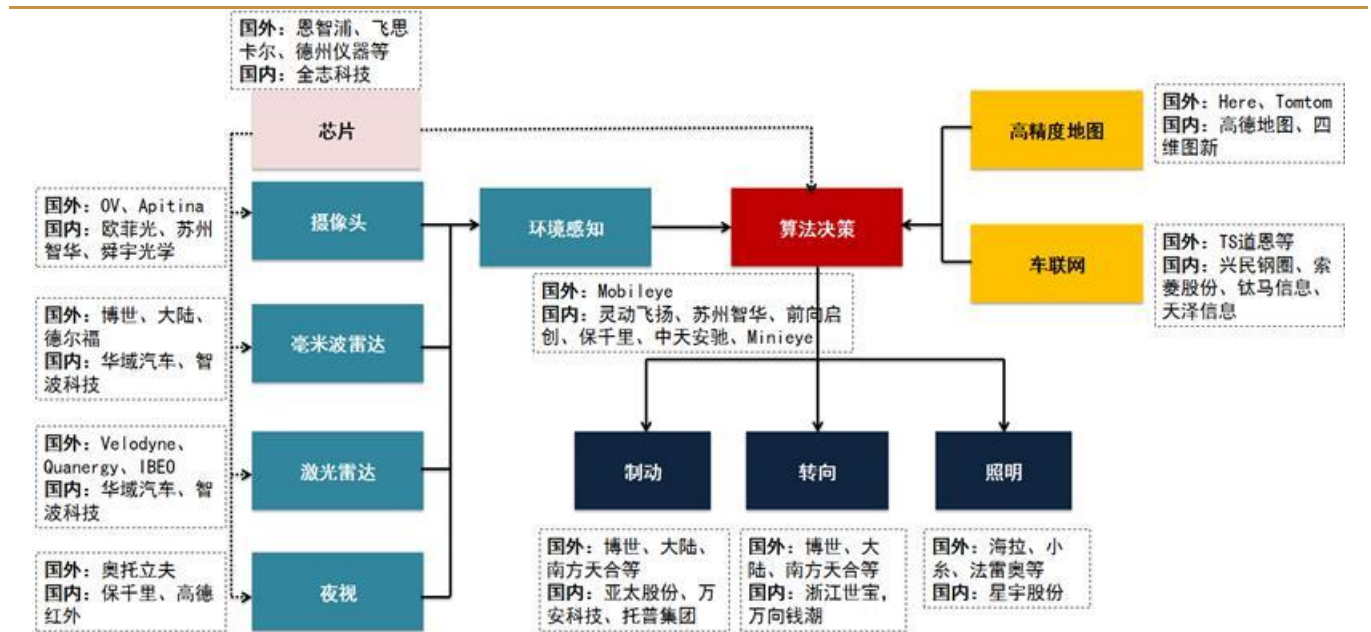 国外：恩智浦、飞思
卡尔、德州仪器等
国内：全志科技
芯片
国外：OV、Apitina
国内：欧菲光、苏州
智华、舜宇光学
摄像头
国外：博世、大陆、
德尔福
国内：华域汽车、智
波科技
毫米波雷达
国外：Velodyne、
Quanergy、IBEO
国内：华域汽车、智
波科技
激光雷达
国外：奥托立夫
国内：保千里、高德
红外
夜视
环境感知
算法决策
国外：Mobileye
国内：灵动飞扬、苏州智华、前向启
创、保千里、中天安驰、Minieye
高精度地图
国外：Here、Tomtom
国内：高德地图、四
维图新
车联网
国外：TS道恩等
国内：兴民钢圈、索
菱股份、钛马信息、
天泽信息
制动
国外：博世、大陆、
南方天合等
国内：亚太股份、万
安科技、托普集团
转向
国外：博世、大
陆、南方天合等
国内：浙江世宝，
万向钱潮
照明
国外：海拉、小
糸、法雷奥等
国内：星宇股份